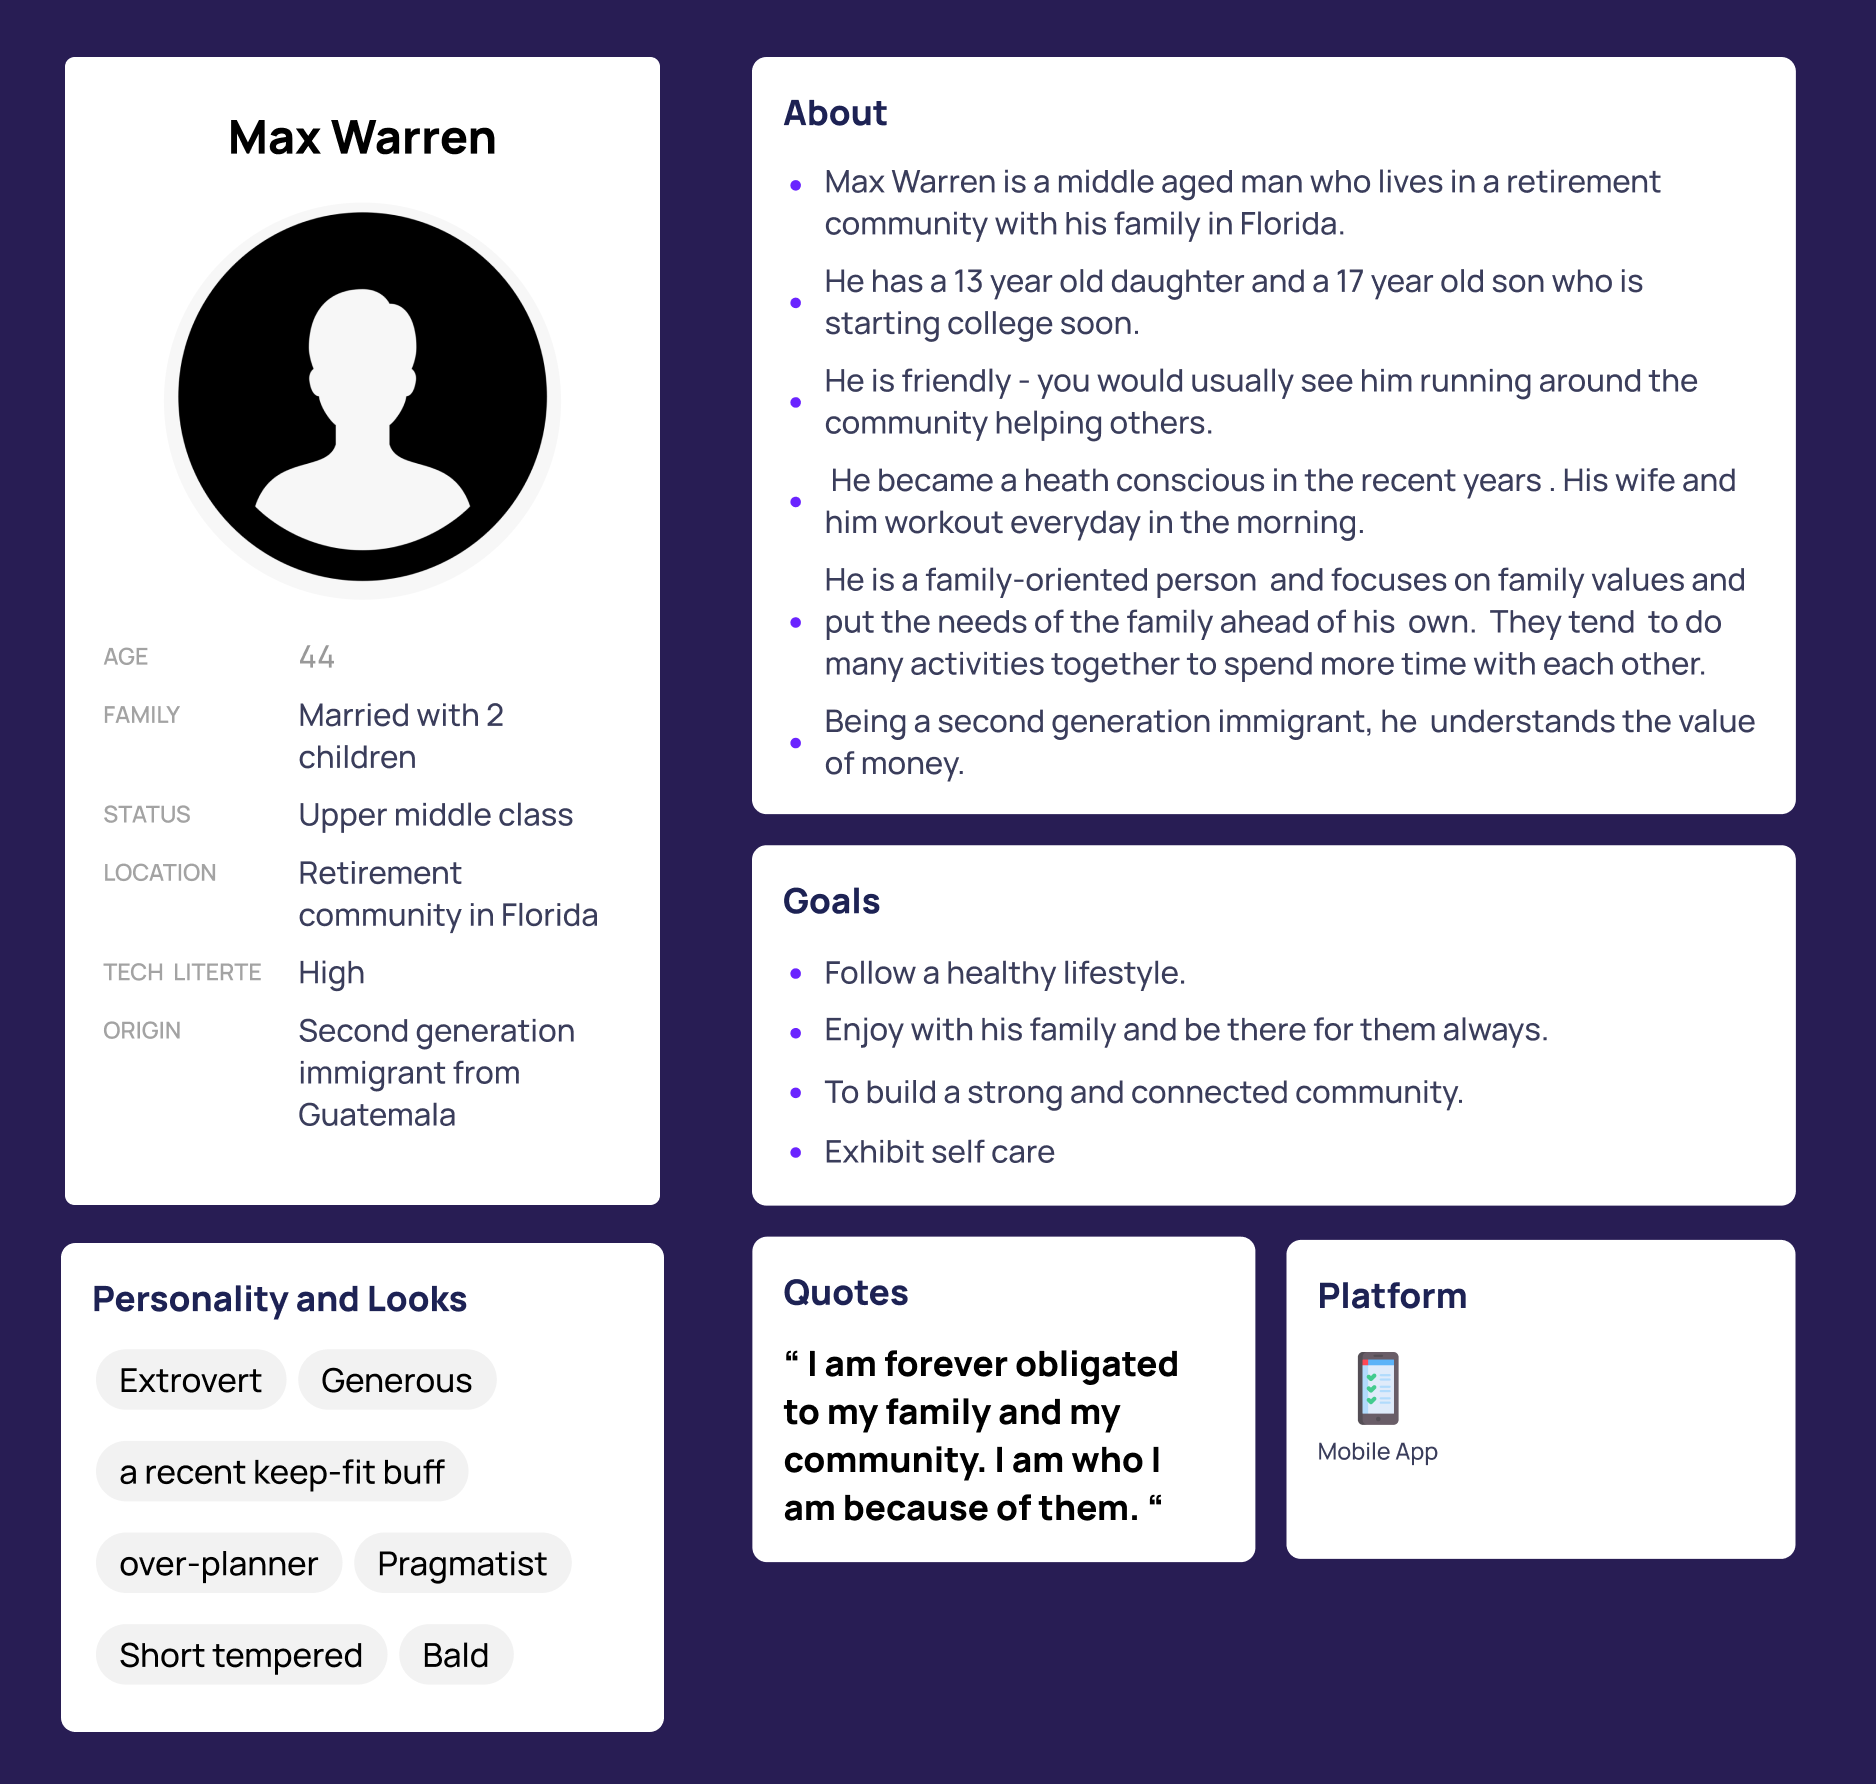 Max Warren
AGE 44
FAMILY Married with 2
children
STATUS Upper middle class
LOCATION Retirement
community in Florida
TECH LITERTE High
ORIGIN Second generation
immigrant from
Guatemala
Personality and Looks
Extrovert Generous
a recent keep-fit buff
over-planner Pragmatist
Short tempered Bald
About
Max Warren is a middle aged man who lives in a retirement
community with his family in Florida.
He has a 13 year old daughter and a 17 year old son who is
starting college soon.
He is friendly - you would usually see him running around the
community helping others.
He became a heath conscious in the recent years . His wife and
him workout everyday in the morning.
He is a family-oriented person and focuses on family values and
put the needs of the family ahead of his own. They tend to do
many activities together to spend more time with each other.
Being a second generation immigrant, he understands the value
of money.
Goals
Follow a healthy lifestyle.
Enjoy with his family and be there for them always.
To build a strong and connected community.
Exhibit self care
Quotes
“ I am forever obligated
to my family and my
community. I am who I
am because of them. “
Platform
Mobile App